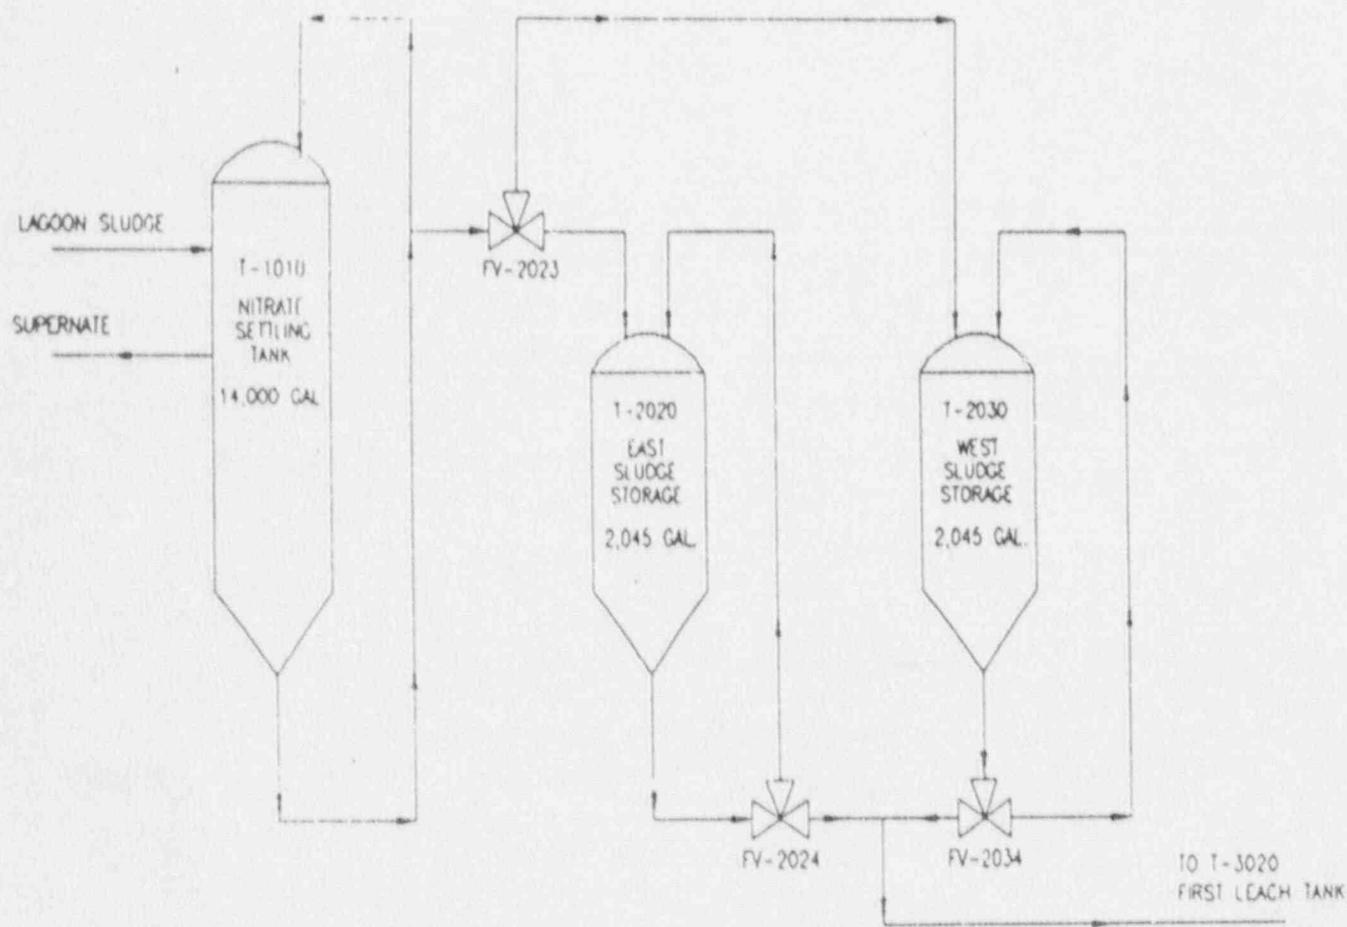 LAGOON SLUDGE
SUPERNATE
T-1010
NITRATE
SETTLING
TANK
14,000 GAL
FV-2023
T-2020
EAST
SLUDGE
STORAGE
2,045 GAL.
T-2030
WEST
SLUDGE
STORAGE
2,045 GAL.
FV-2024
FV-2034
TO T-3020
FIRST LEACH TANK